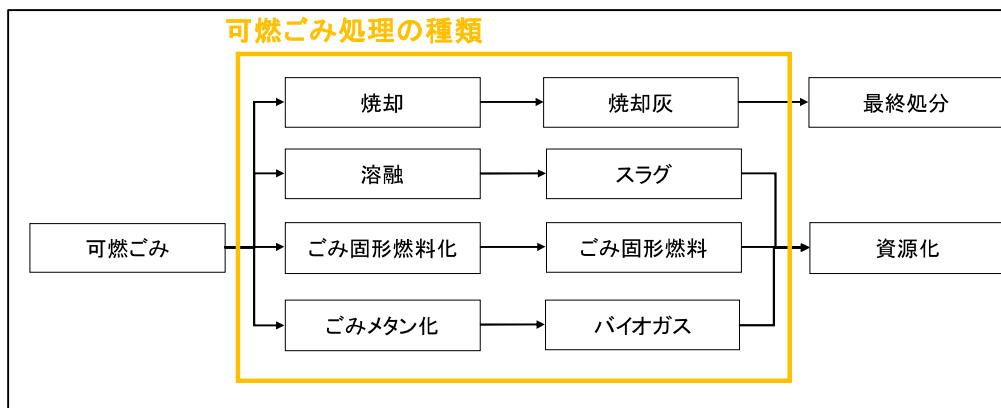 可燃ごみ処理の種類
焼却
焼却灰
最終処分
溶融
スラグ
可燃ごみ
ごみ固形燃料化
ごみ固形燃料
資源化
ごみメタン化
バイオガス